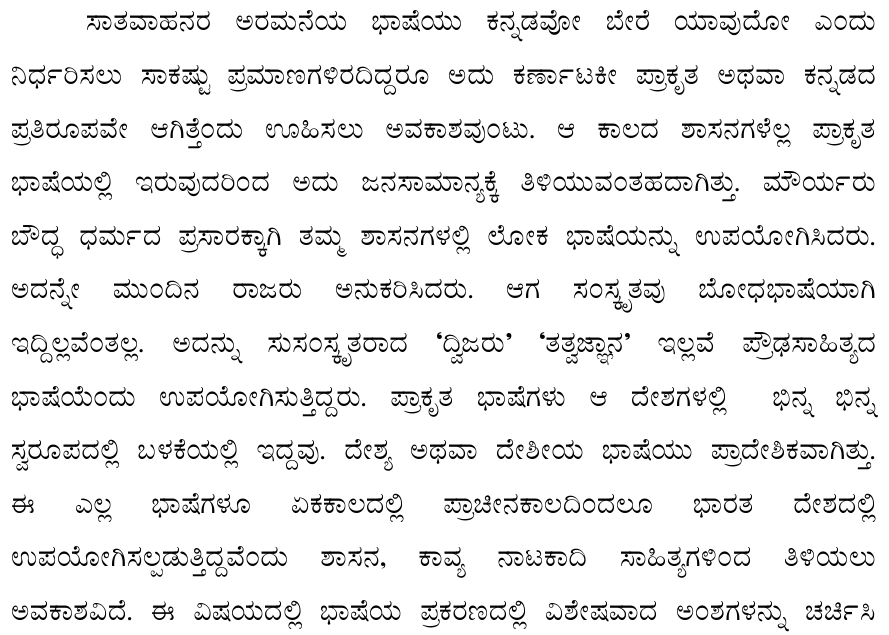 ಸಾತವಾಹನರ ಅರಮನೆಯ ಭಾಷೆಯು ಕನ್ನಡವೋ ಬೇರೆ ಯಾವುದೋ ಎಂದು
ನಿರ್ಧರಿಸಲು ಸಾಕಷ್ಟು ಪ್ರಮಾಣಗಳಿರದಿದ್ದರೂ ಅದು ಕರ್ಣಾಟಕೀ ಪ್ರಾಕೃತ ಅಥವಾ ಕನ್ನಡದ
ಪ್ರತಿರೂಪವೇ ಆಗಿತ್ತೆಂದು ಊಹಿಸಲು ಅವಕಾಶವುಂಟು. ಆ ಕಾಲದ ಶಾಸನಗಳೆಲ್ಲ ಪ್ರಾಕೃತ
ಭಾಷೆಯಲ್ಲಿ ಇರುವುದರಿಂದ ಅದು ಜನಸಾಮಾನ್ಯಕ್ಕೆ ತಿಳಿಯುವಂತಹದಾಗಿತ್ತು. ಮೌರ್ಯರು
ಬೌದ್ಧ ಧರ್ಮದ ಪ್ರಸಾರಕ್ಕಾಗಿ ತಮ್ಮ ಶಾಸನಗಳಲ್ಲಿ ಲೋಕ ಭಾಷೆಯನ್ನು ಉಪಯೋಗಿಸಿದರು.
ಅದನ್ನೇ ಮುಂದಿನ ರಾಜರು ಅನುಕರಿಸಿದರು. ಆಗ ಸಂಸ್ಕೃತವು ಬೋಧಭಾಷೆಯಾಗಿ
ಇದ್ದಿಲ್ಲವೆಂತಲ್ಲ. ಅದನ್ನು ಸುಸಂಸ್ಕೃತರಾದ ‘ದ್ವಿಜರು’ ‘ತತ್ವಜ್ಞಾನ’ ಇಲ್ಲವೆ ಪ್ರೌಢಸಾಹಿತ್ಯದ
ಭಾಷೆಯೆಂದು ಉಪಯೋಗಿಸುತ್ತಿದ್ದರು. ಪ್ರಾಕೃತ ಭಾಷೆಗಳು ಆ ದೇಶಗಳಲ್ಲಿ ಭಿನ್ನ ಭಿನ್ನ
ಸ್ವರೂಪದಲ್ಲಿ ಬಳಕೆಯಲ್ಲಿ ಇದ್ದವು. ದೇಶ್ಯ ಅಥವಾ ದೇಶೀಯ ಭಾಷೆಯು ಪ್ರಾದೇಶಿಕವಾಗಿತ್ತು.
ಈ ಎಲ್ಲ ಭಾಷೆಗಳೂ ಏಕಕಾಲದಲ್ಲಿ ಪ್ರಾಚೀನಕಾಲದಿಂದಲೂ ಭಾರತ ದೇಶದಲ್ಲಿ
ಉಪಯೋಗಿಸಲ್ಪಡುತ್ತಿದ್ದವೆಂದು ಶಾಸನ, ಕಾವ್ಯ ನಾಟಕಾದಿ ಸಾಹಿತ್ಯಗಳಿಂದ ತಿಳಿಯಲು
ಅವಕಾಶವಿದೆ. ಈ ವಿಷಯದಲ್ಲಿ ಭಾಷೆಯ ಪ್ರಕರಣದಲ್ಲಿ ವಿಶೇಷವಾದ ಅಂಶಗಳನ್ನು ಚರ್ಚಿಸಿ